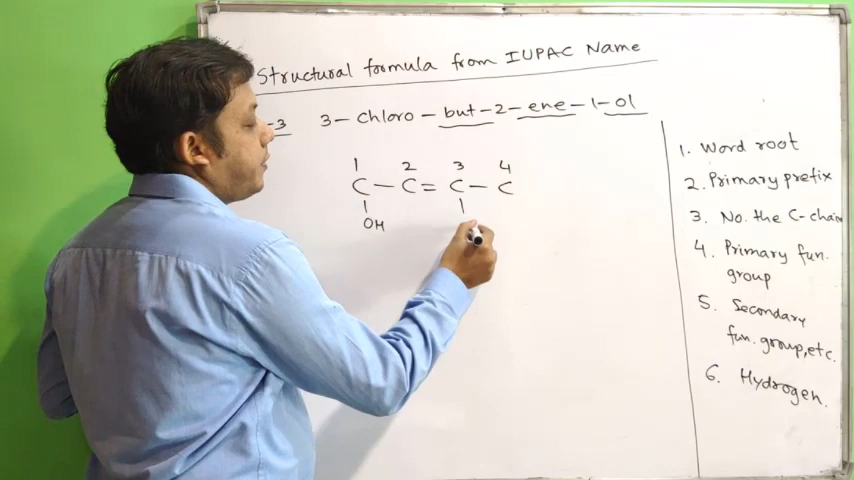 Structural formula from IUPAC Name
-3 3-chloro-but-2-ene-1-ol
1 2 3 4
C-C=C-C
OH
1. Word root
2. Primary prefix
3. No. the C-chain
4. Primary fun.
group
5. Secondary
fun. group, etc.
6. Hydrogen.